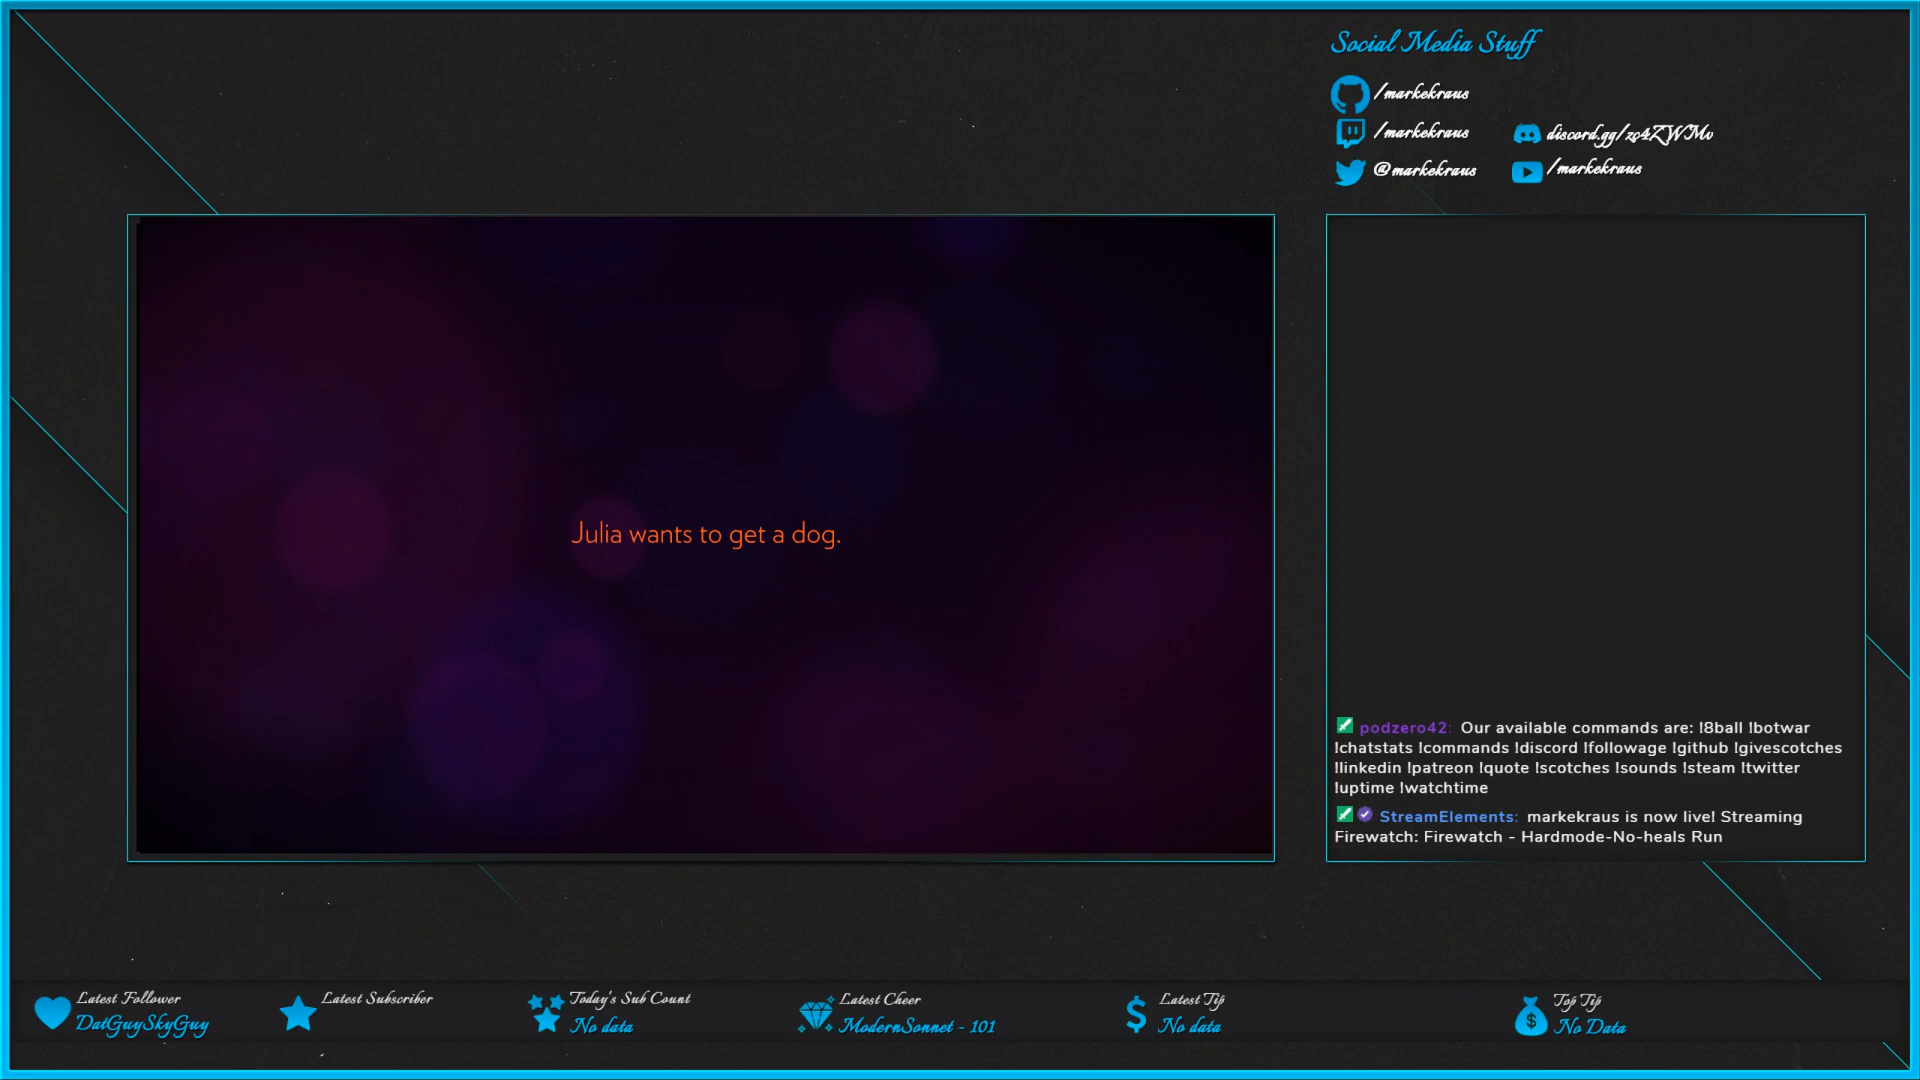 Social Media Stuff
/markekraus
/markekraus
discord.gg/zc4ZWMv
@markekraus
/markekraus
Julia wants to get a dog.
podzero42: Our available commands are: !8ball !botwar
!chatstats !commands !discord !followage !github !givescotches
!linkedin !patreon !quote !scotches !sounds !steam !twitter
!uptime !watchtime
StreamElements: markekraus is now live! Streaming
Firewatch: Firewatch - Hardmode-No-heals Run
Latest Follower
DatGuySkyGuy
Latest Subscriber
Today's Sub Count
No data
Latest Cheer
ModernSonnet - 101
Latest Tip
No data
Top Tip
No Data